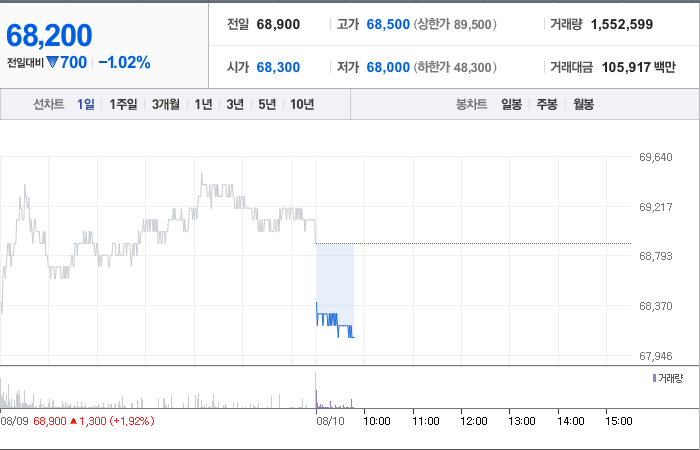 68,200
전일대비 ▼700 | -1.02%
전일 68,900 고가 68,500 (상한가 89,500) 거래량 1,552,599
시가 68,300 저가 68,000 (하한가 48,300) 거래대금 105,917 백만
선차트 1일 1주일 3개월 1년 3년 5년 10년 봉차트 일봉 주봉 월봉
69,640
69,217
68,793
68,370
67,946
거래량
08/09 68,900 ▲1,300 (+1,92%) 08/10 10:00 11:00 12:00 13:00 14:00 15:00